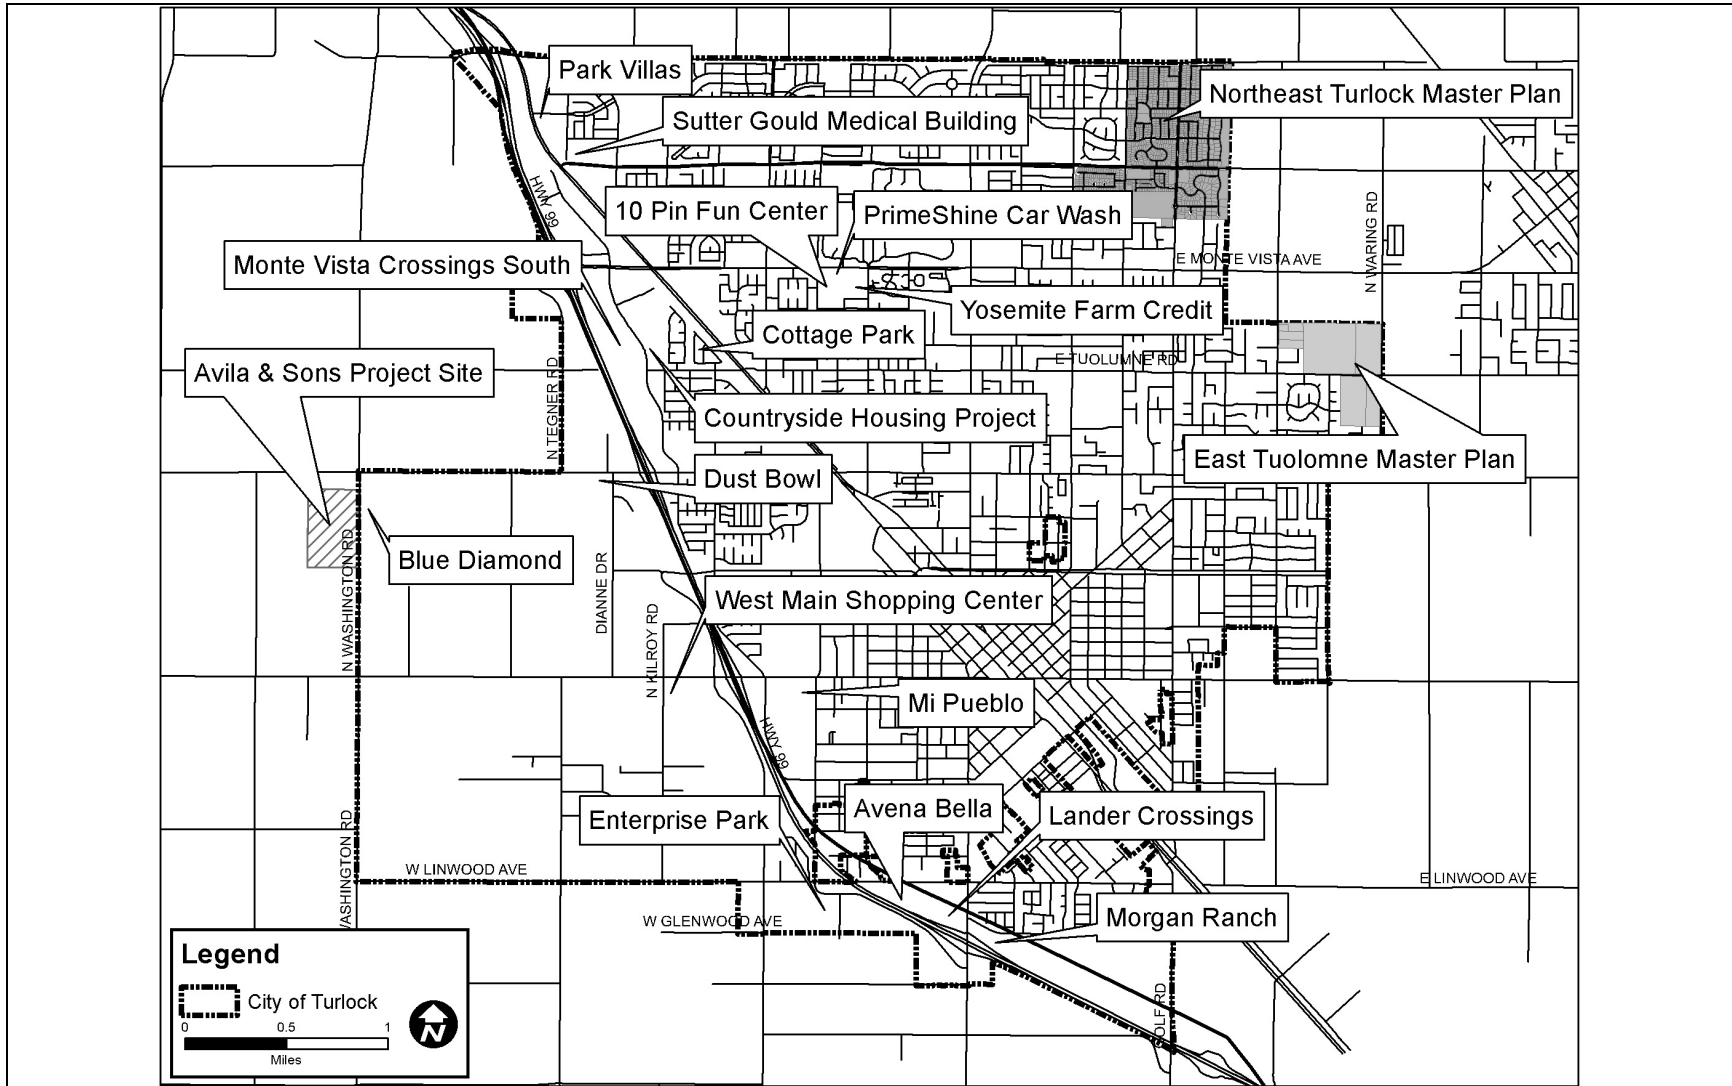 Park Villas
Northeast Turlock Master Plan
Sutter Gould Medical Building
HWY 99
10 Pin Fun Center
PrimeShine Car Wash
N WARING RD
Monte Vista Crossings South
E MONTE VISTA AVE
Yosemite Farm Credit
Cottage Park
E TUOLUMNE RD
Avila & Sons Project Site
N TEGNER RD
Countryside Housing Project
East Tuolomne Master Plan
Dust Bowl
Blue Diamond
N WASHINGTON RD
DIANNE DR
West Main Shopping Center
N KILROY RD
Mi Pueblo
HWY 99
Avena Bella
Enterprise Park
Lander Crossings
W LINWOOD AVE
E LINWOOD AVE
WASHINGTON RD
W GLENWOOD AVE
Morgan Ranch
OLF RD
Legend
City of Turlock
0 0.5 1
Miles
N